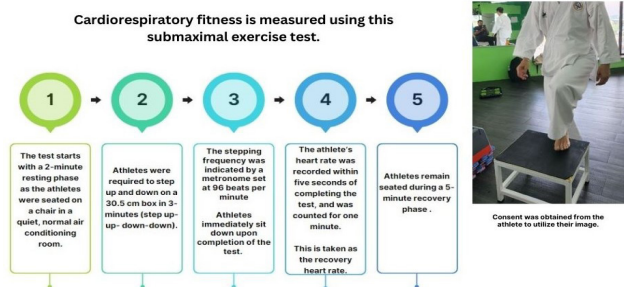 Cardiorespiratory fitness is measured using this
submaximal exercise test.
1
2
3
4
5
The test starts
with a 2-minute
resting phase
as the athletes
were seated on
a chair in a
quiet, normal air
conditioning
room.
Athletes were
required to step
up and down on a
30.5 cm box in 3-
minutes (step up-
up- down-down).
The stepping
frequency was
indicated by a
metronome set
at 96 beats per
minute
Athletes
immediately sit
down upon
completion of the
test.
The athlete's
heart rate was
recorded within
five seconds of
completing the
test, and was
counted for one
minute.
This is taken as
the recovery
heart rate.
Athletes remain
seated during a 5-
minute recovery
phase .
Consent was obtained from the
athlete to utilize their image.